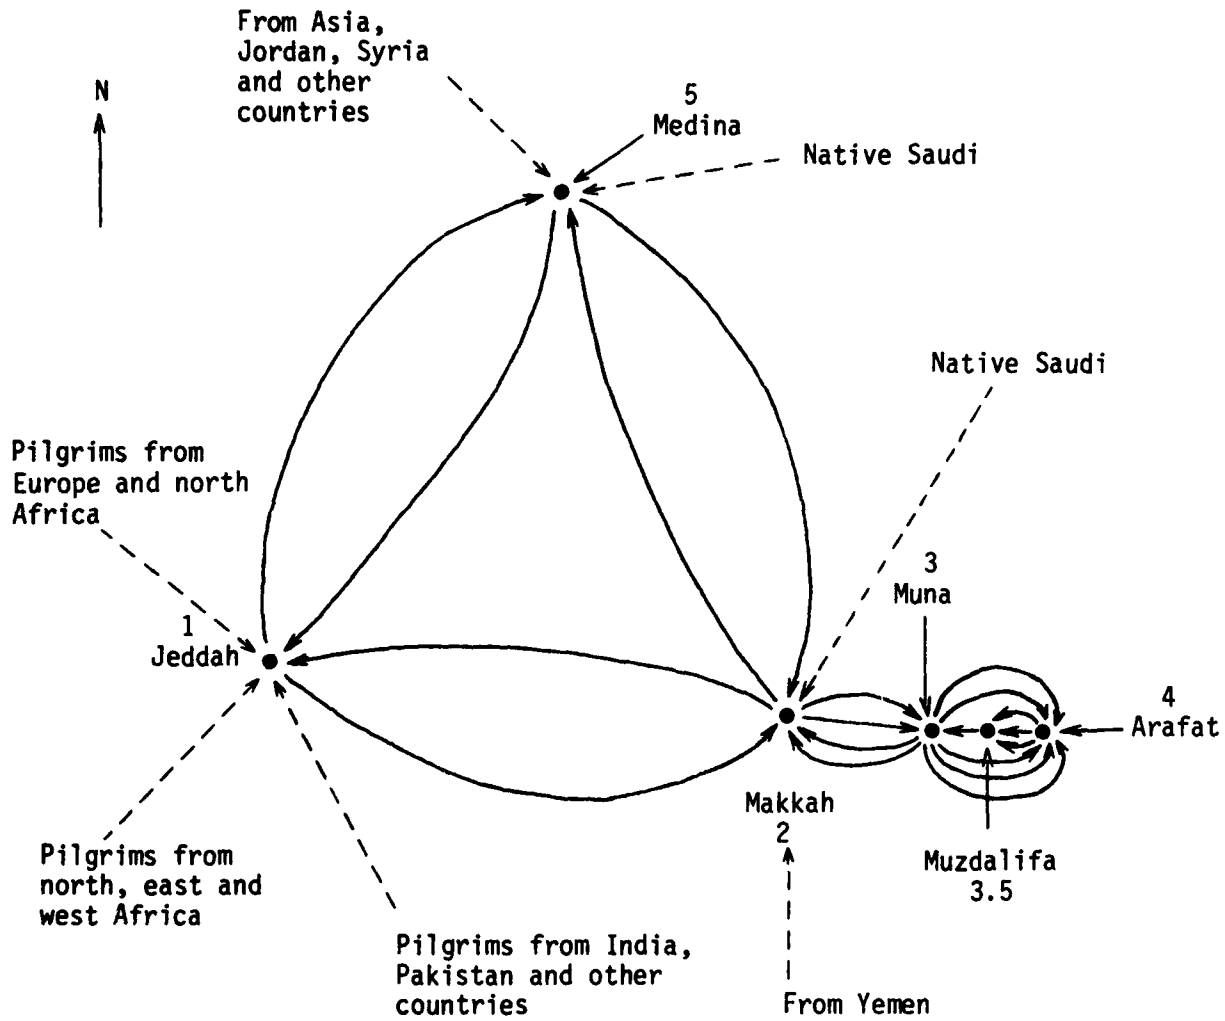 From Asia,
Jordan, Syria
and other
countries
N
5
Medina
Native Saudi
Native Saudi
Pilgrims from
Europe and north
Africa
3
Muna
1
Jeddah
4
Arafat
Makkah
2
Muzdalifa
3.5
Pilgrims from
north, east and
west Africa
Pilgrims from India,
Pakistan and other
countries
From Yemen